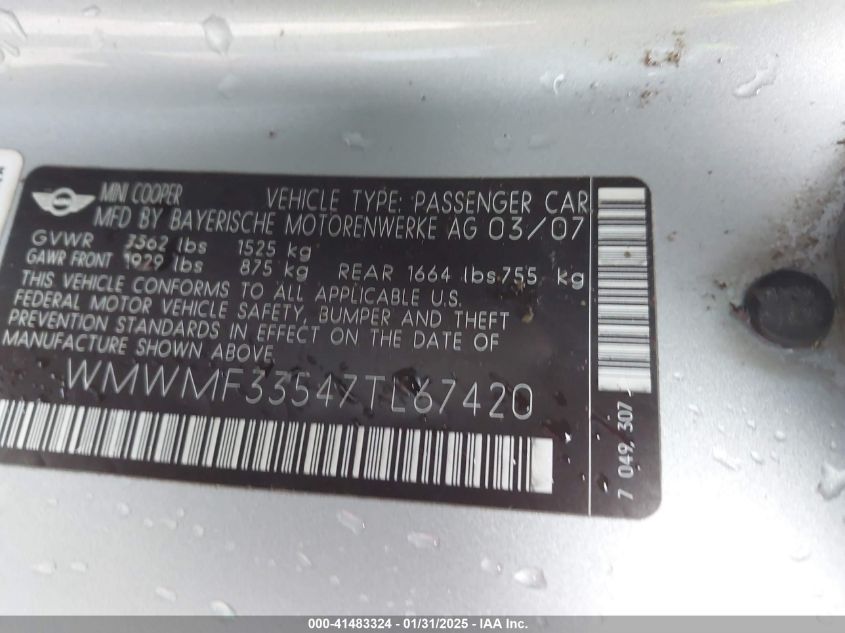 MINI COOPER VEHICLE TYPE: PASSENGER CAR
MFD BY BAYERISCHE MOTORENWERKE AG 03/07
GVWR 3362 lbs 1525 kg
GAWR FRONT 1929 lbs 875 kg REAR 1664 lbs 755 kg
THIS VEHICLE CONFORMS TO ALL APPLICABLE U.S.
FEDERAL MOTOR VEHICLE SAFETY, BUMPER AND THEFT
PREVENTION STANDARDS IN EFFECT ON THE DATE OF
MANUFACTURE SHOWN ABOVE
WMWMF33547TL67420
7 049.307
000-41483324 - 01/31/2025 - Copyright © 2025 IAA, Inc.